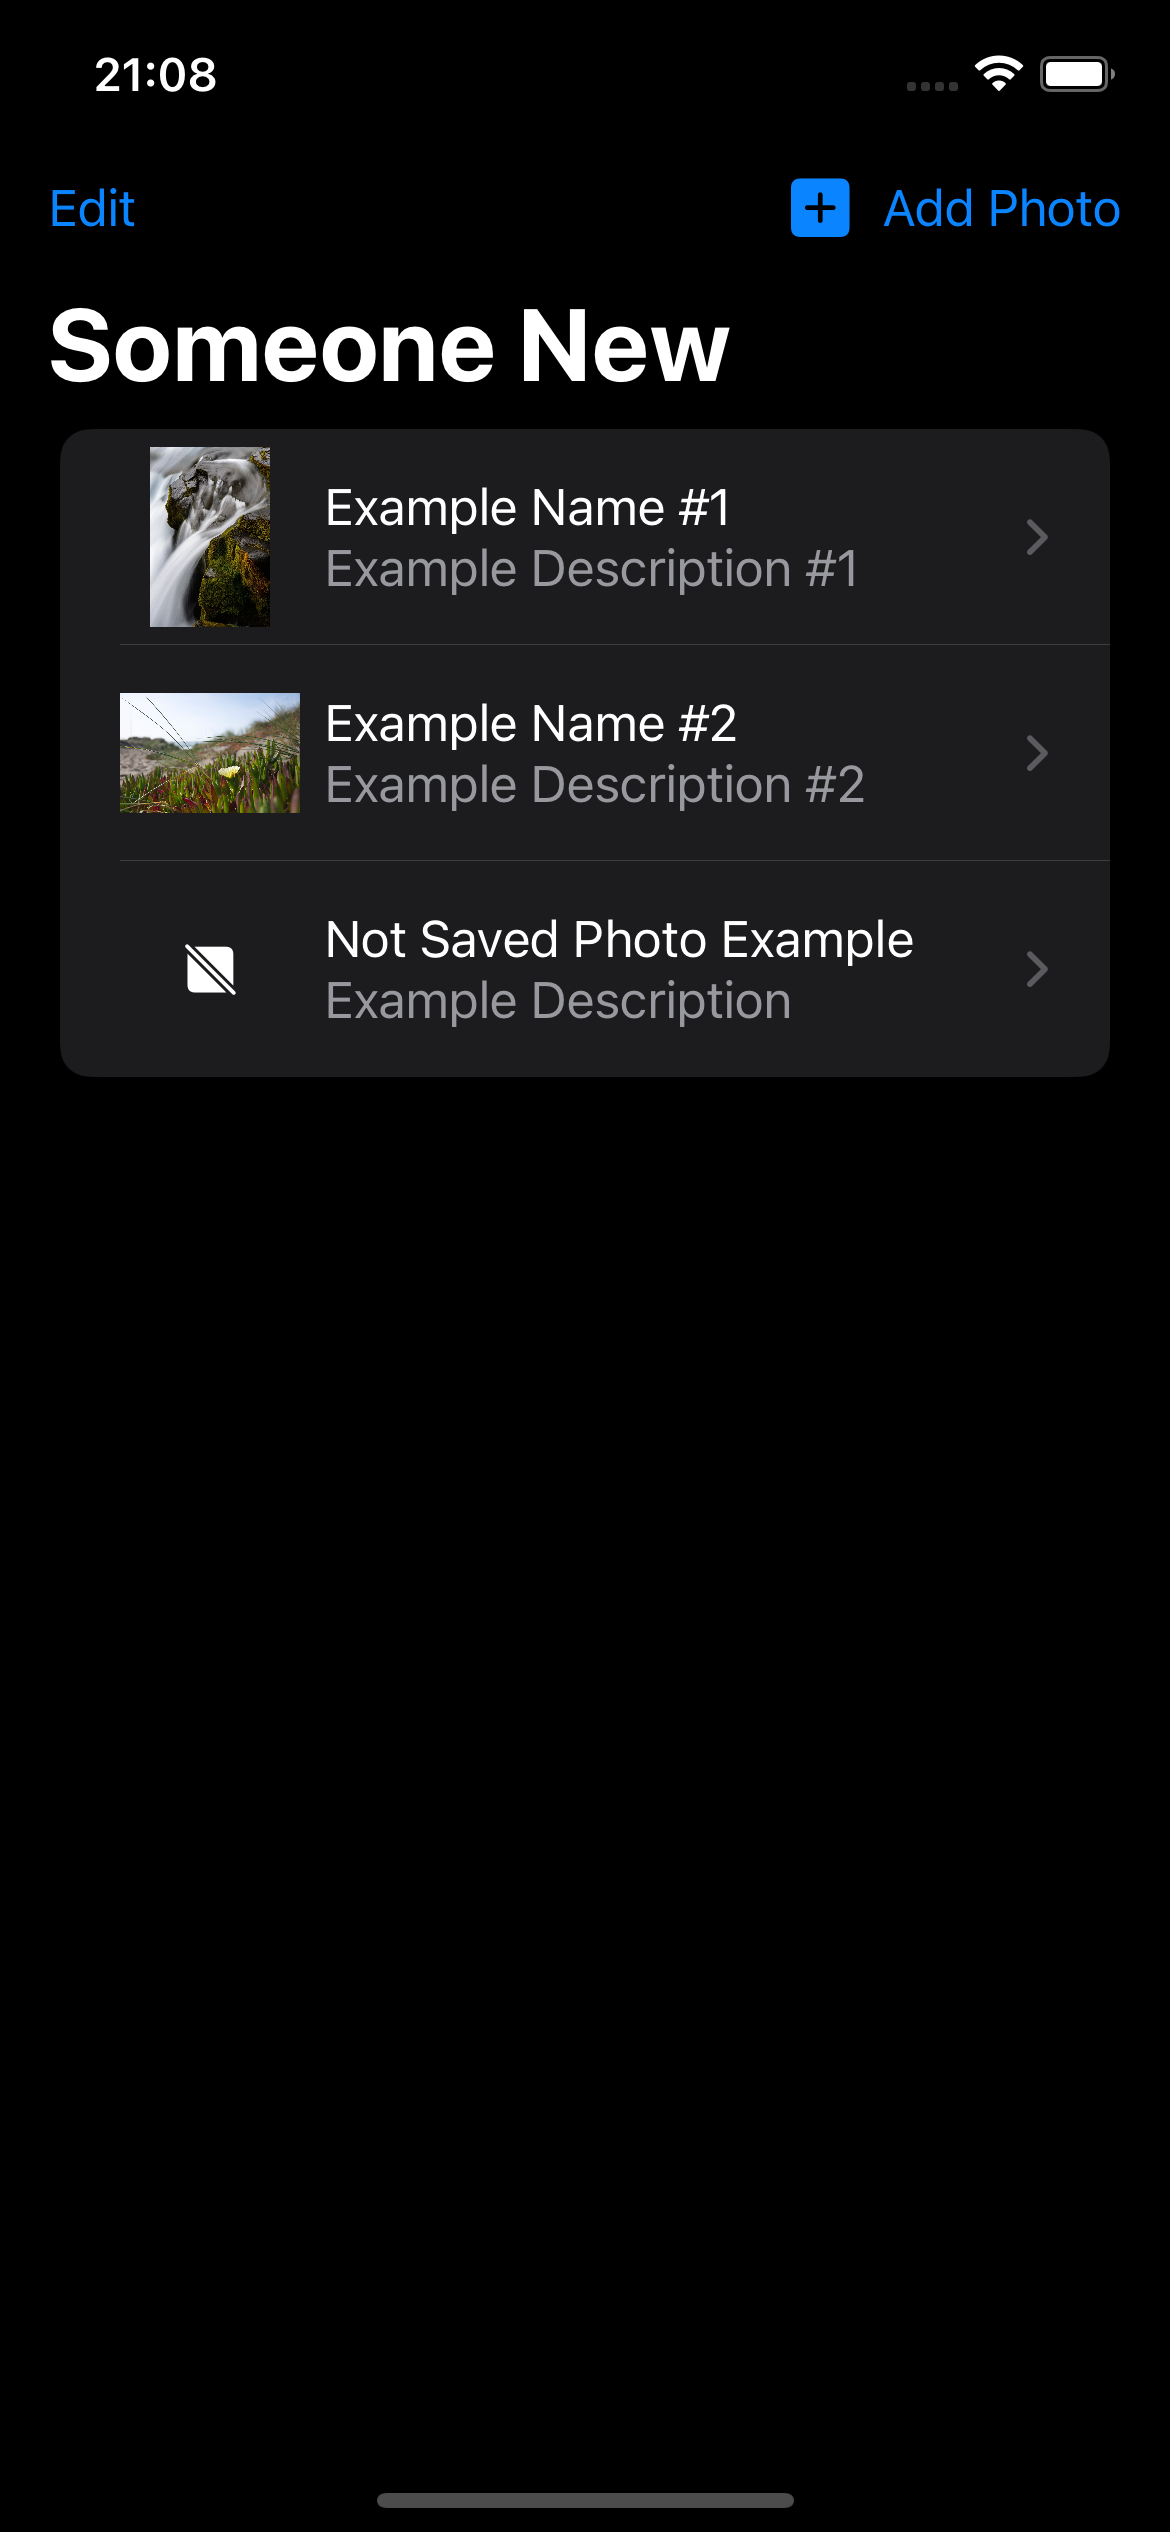 21:08
Edit
Add Photo
Someone New
Example Name #1
Example Description #1
Example Name #2
Example Description #2
Not Saved Photo Example
Example Description